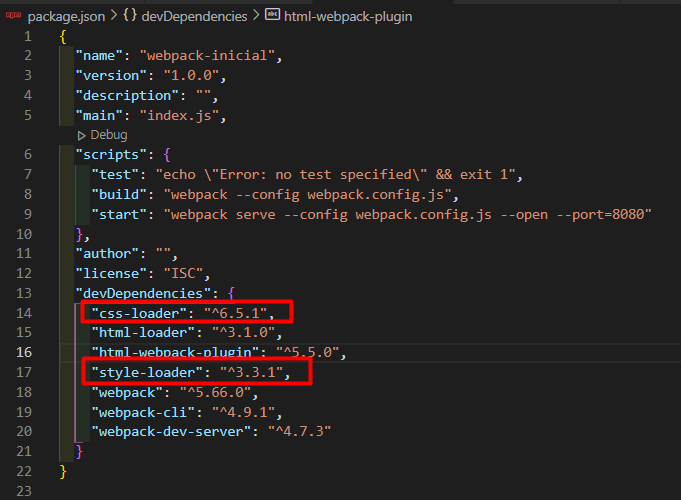 package.json > {} devDependencies > html-webpack-plugin
1 {
2 "name": "webpack-inicial",
3 "version": "1.0.0",
4 "description": "",
5 "main": "index.js",
Debug
6 "scripts": {
7 "test": "echo \"Error: no test specified\" && exit 1",
8 "build": "webpack --config webpack.config.js",
9 "start": "webpack serve --config webpack.config.js --open --port=8080"
10 },
11 "author": "",
12 "license": "ISC",
13 "devDependencies": {
14 "css-loader": "^6.5.1",
15 "html-loader": "^3.1.0",
16 "html-webpack-plugin": "^5.5.0",
17 "style-loader": "^3.3.1",
18 "webpack": "^5.66.0",
19 "webpack-cli": "^4.9.1",
20 "webpack-dev-server": "^4.7.3"
21 }
22 }
23